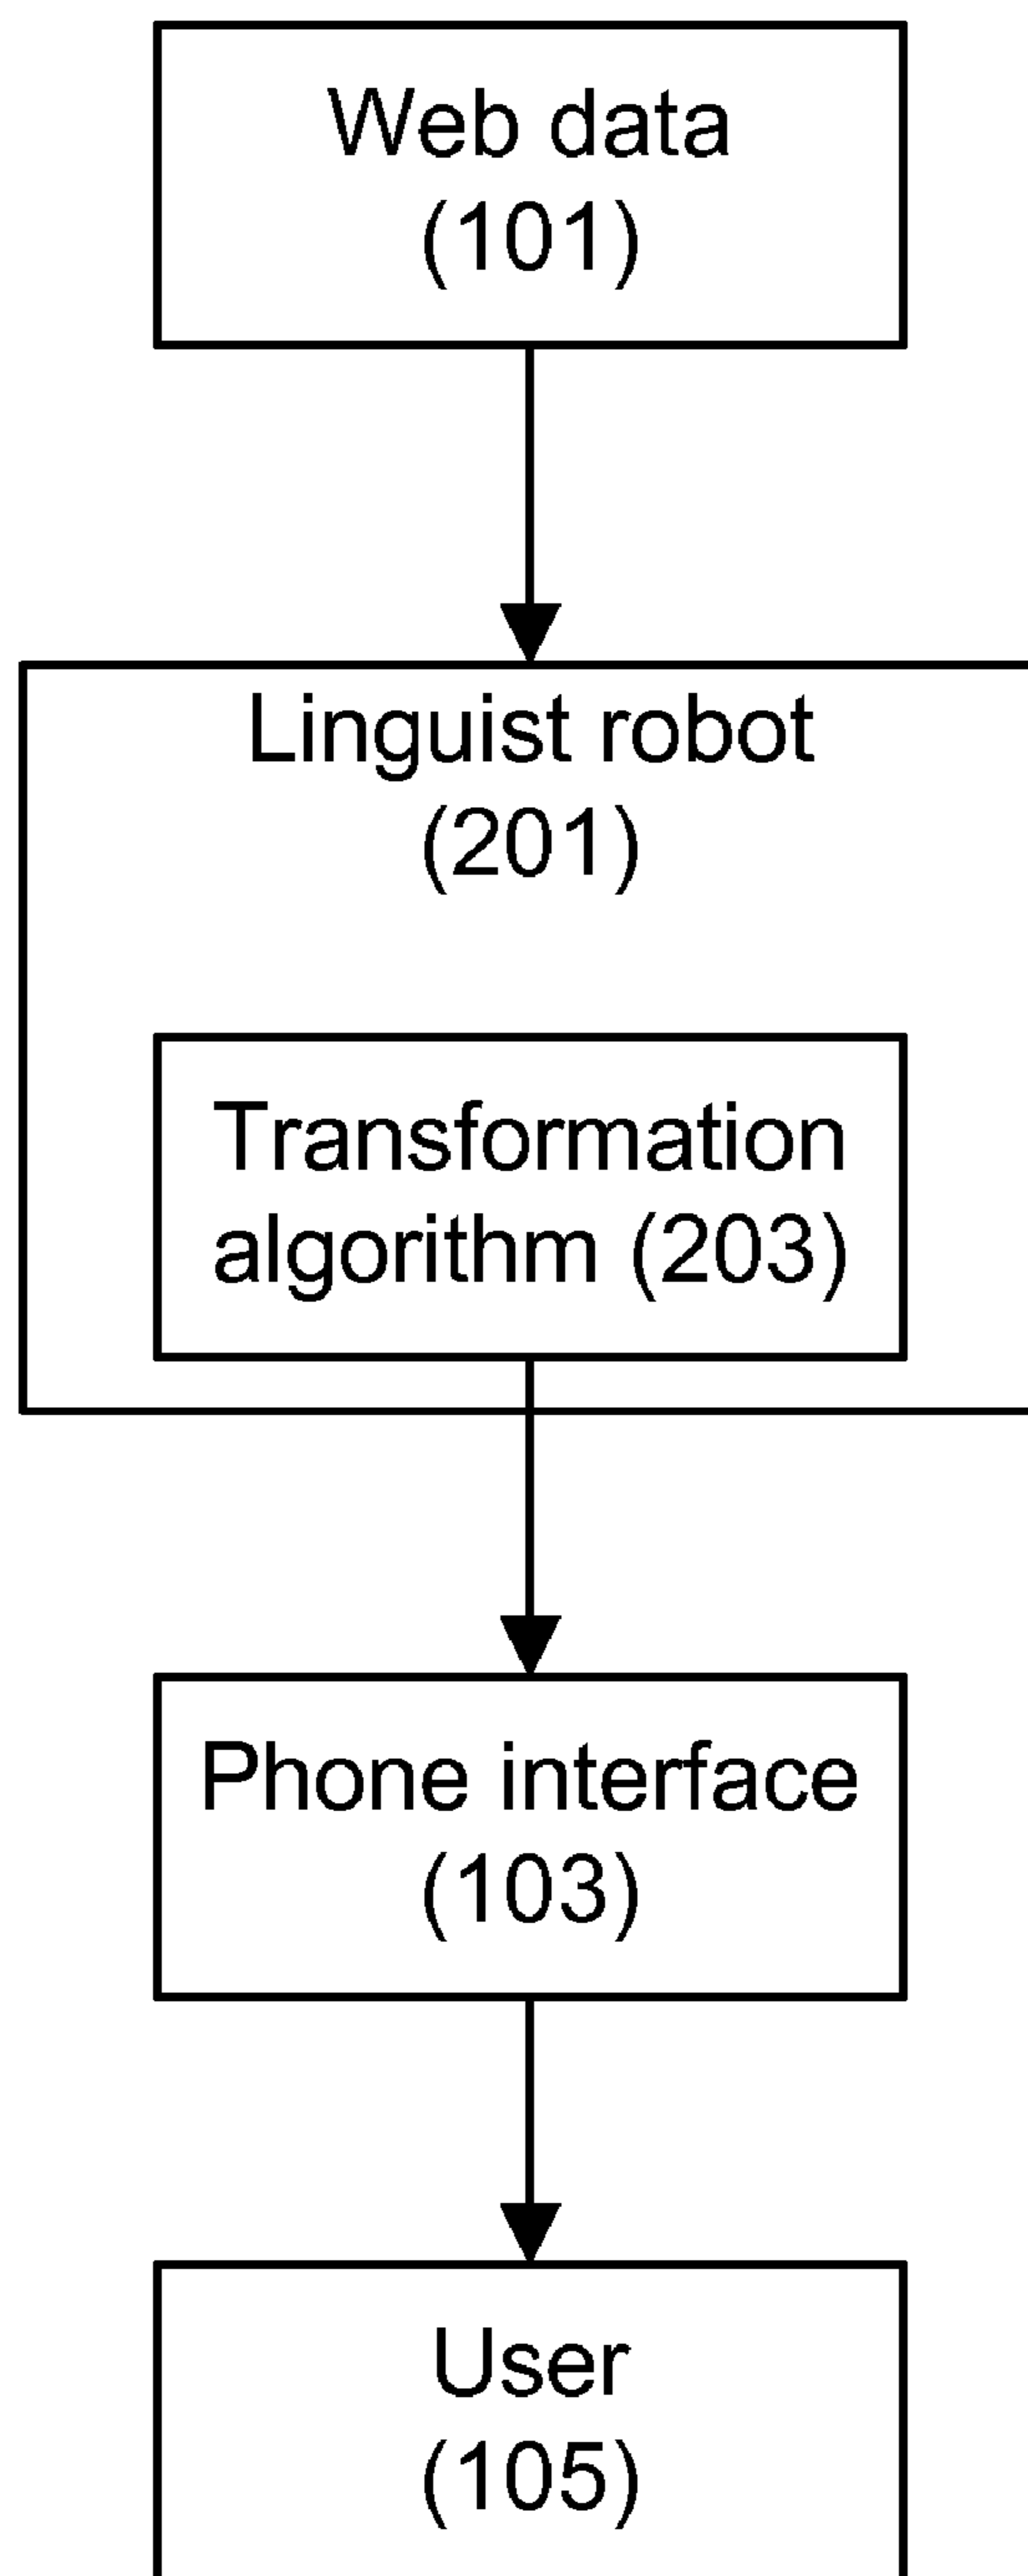 Web data
(101)
Linguist robot
(201)
Transformation
algorithm (203)
Phone interface
(103)
User
(105)